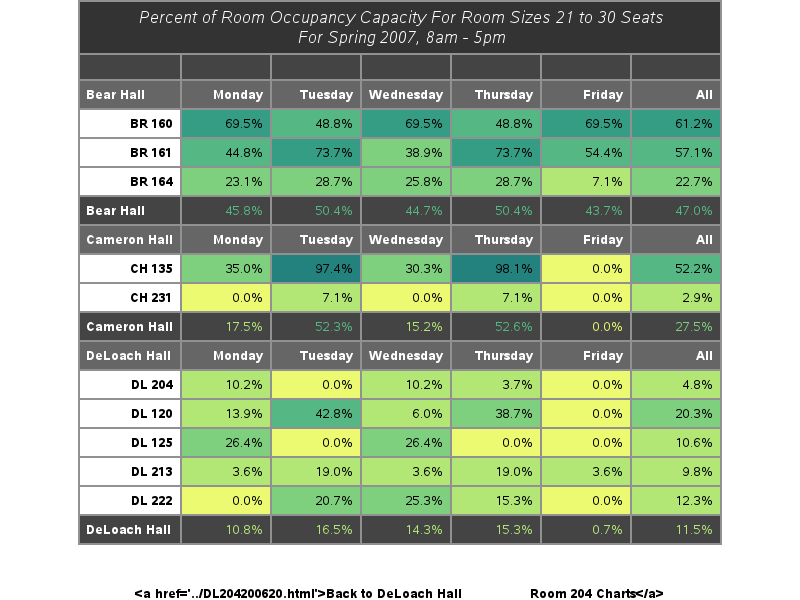 Percent of Room Occupancy Capacity For Room Sizes 21 to 30 Seats
For Spring 2007, 8am - 5pm
Bear Hall Monday Tuesday Wednesday Thursday Friday All
BR 160 69.5% 48.8% 69.5% 48.8% 69.5% 61.2%
BR 161 44.8% 73.7% 38.9% 73.7% 54.4% 57.1%
BR 164 23.1% 28.7% 25.8% 28.7% 7.1% 22.7%
Bear Hall 45.8% 50.4% 44.7% 50.4% 43.7% 47.0%
Cameron Hall Monday Tuesday Wednesday Thursday Friday All
CH 135 35.0% 97.4% 30.3% 98.1% 0.0% 52.2%
CH 231 0.0% 7.1% 0.0% 7.1% 0.0% 2.9%
Cameron Hall 17.5% 52.3% 15.2% 52.6% 0.0% 27.5%
DeLoach Hall Monday Tuesday Wednesday Thursday Friday All
DL 204 10.2% 0.0% 10.2% 3.7% 0.0% 4.8%
DL 120 13.9% 42.8% 6.0% 38.7% 0.0% 20.3%
DL 125 26.4% 0.0% 26.4% 0.0% 0.0% 10.6%
DL 213 3.6% 19.0% 3.6% 19.0% 3.6% 9.8%
DL 222 0.0% 20.7% 25.3% 15.3% 0.0% 12.3%
DeLoach Hall 10.8% 16.5% 14.3% 15.3% 0.7% 11.5%
<a href='../DL204200620.html'>Back to DeLoach Hall Room 204 Charts</a>